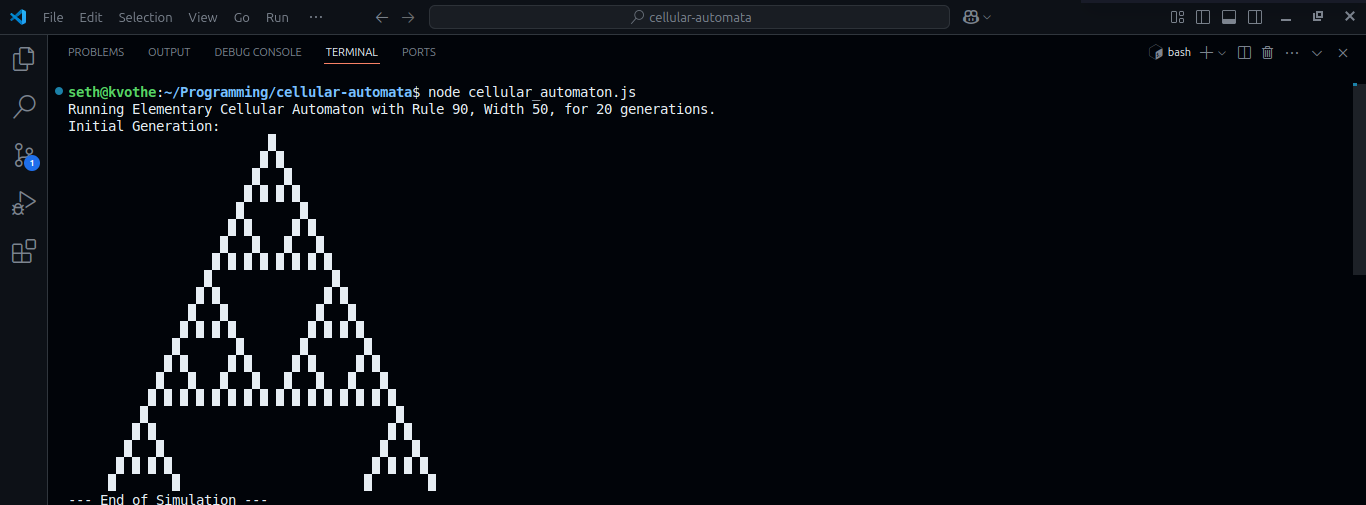 File Edit Selection View Go Run ··· cellular-automata
PROBLEMS OUTPUT DEBUG CONSOLE TERMINAL PORTS bash
seth@kvothe:~/Programming/cellular-automata$ node cellular_automaton.js
Running Elementary Cellular Automaton with Rule 90, Width 50, for 20 generations.
Initial Generation:
1
--- End of Simulation ---